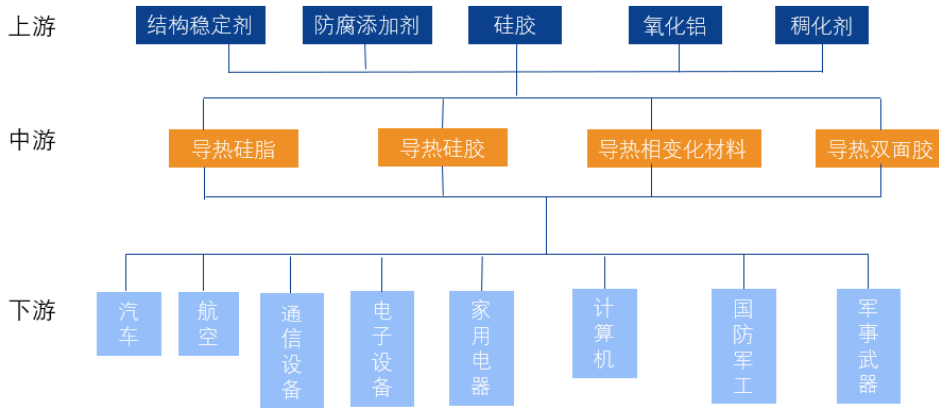 上游
结构稳定剂
防腐添加剂
硅胶
氧化铝
稠化剂
中游
导热硅脂
导热硅胶
导热相变化材料
导热双面胶
下游
汽车
航空
通信设备
电子设备
家用电器
计算机
国防军工
军事武器